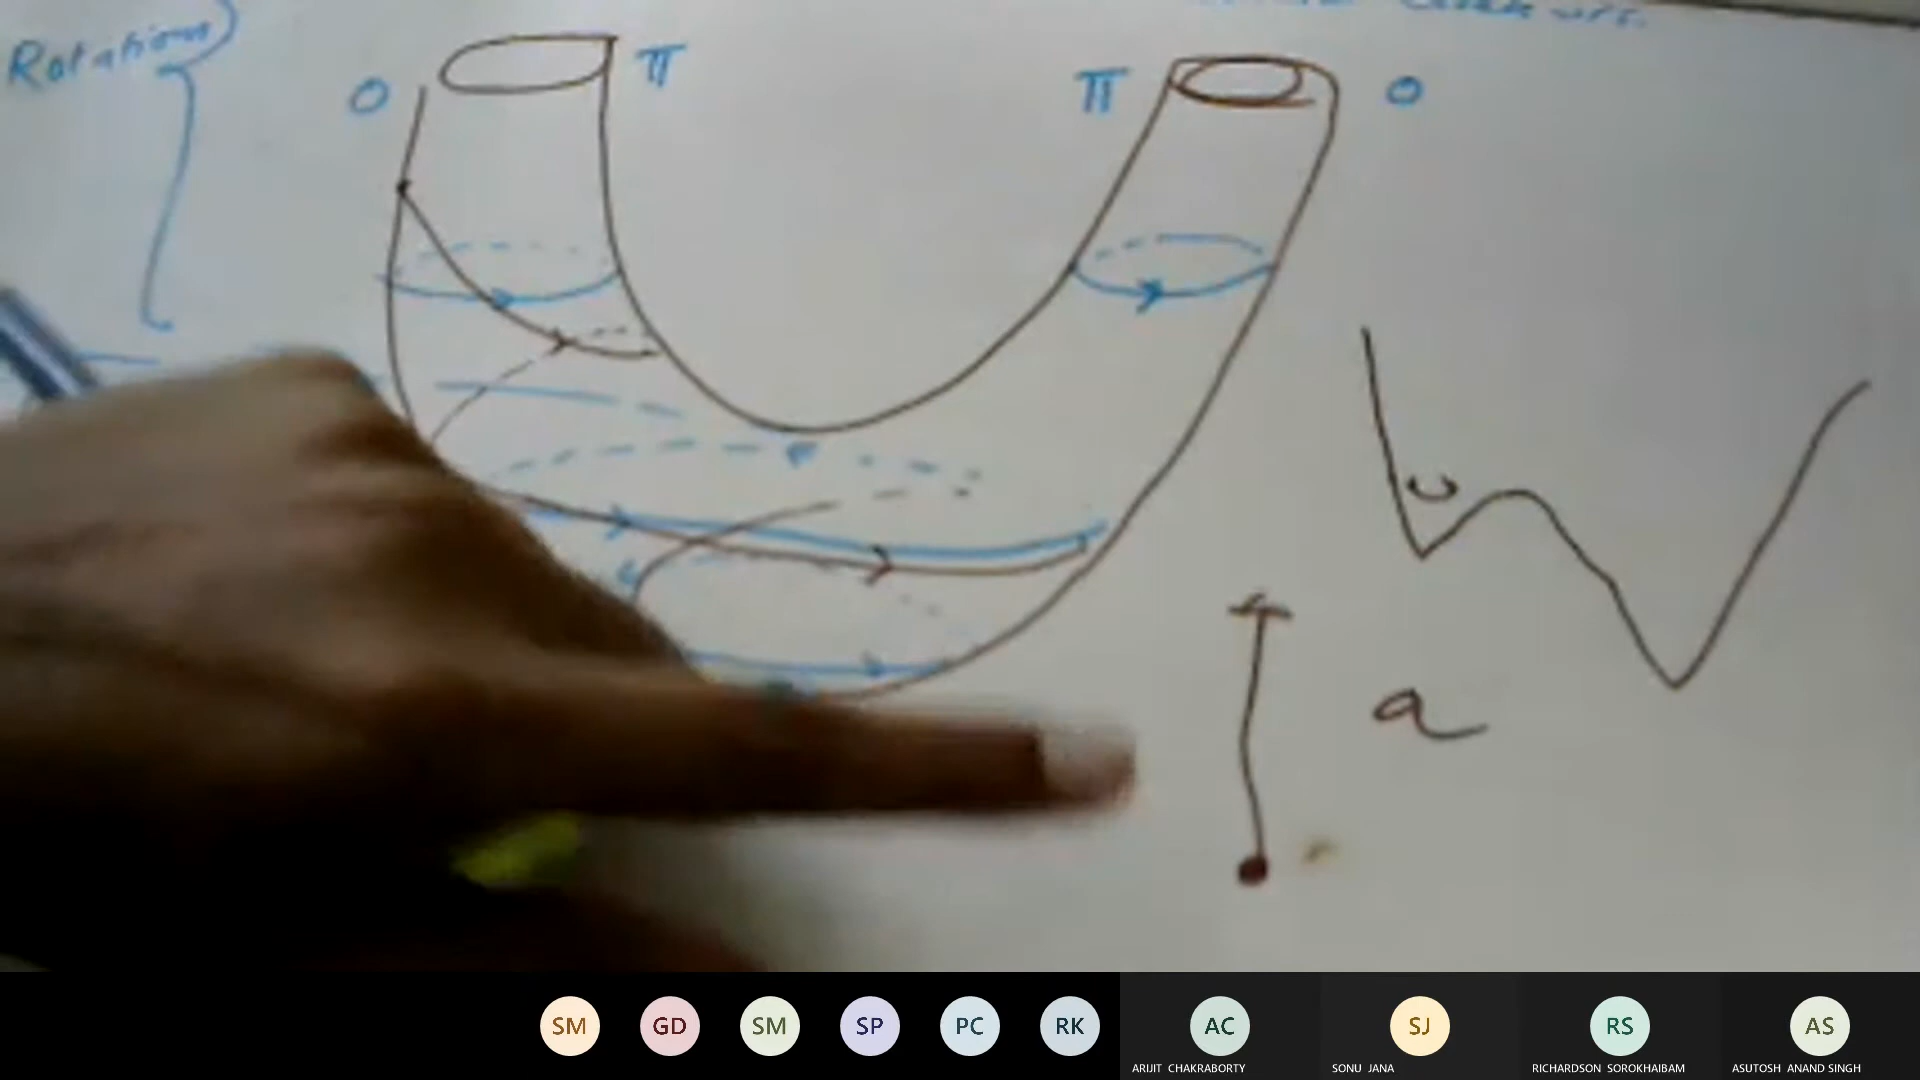 Rotations)
0 π π 0
a
SM GD SM SP PC RK AC SJ RS AS
ARIJIT CHAKRABORTY SONU JANA RICHARDSON SOROKHAIBAM ASUTOSH ANAND SINGH